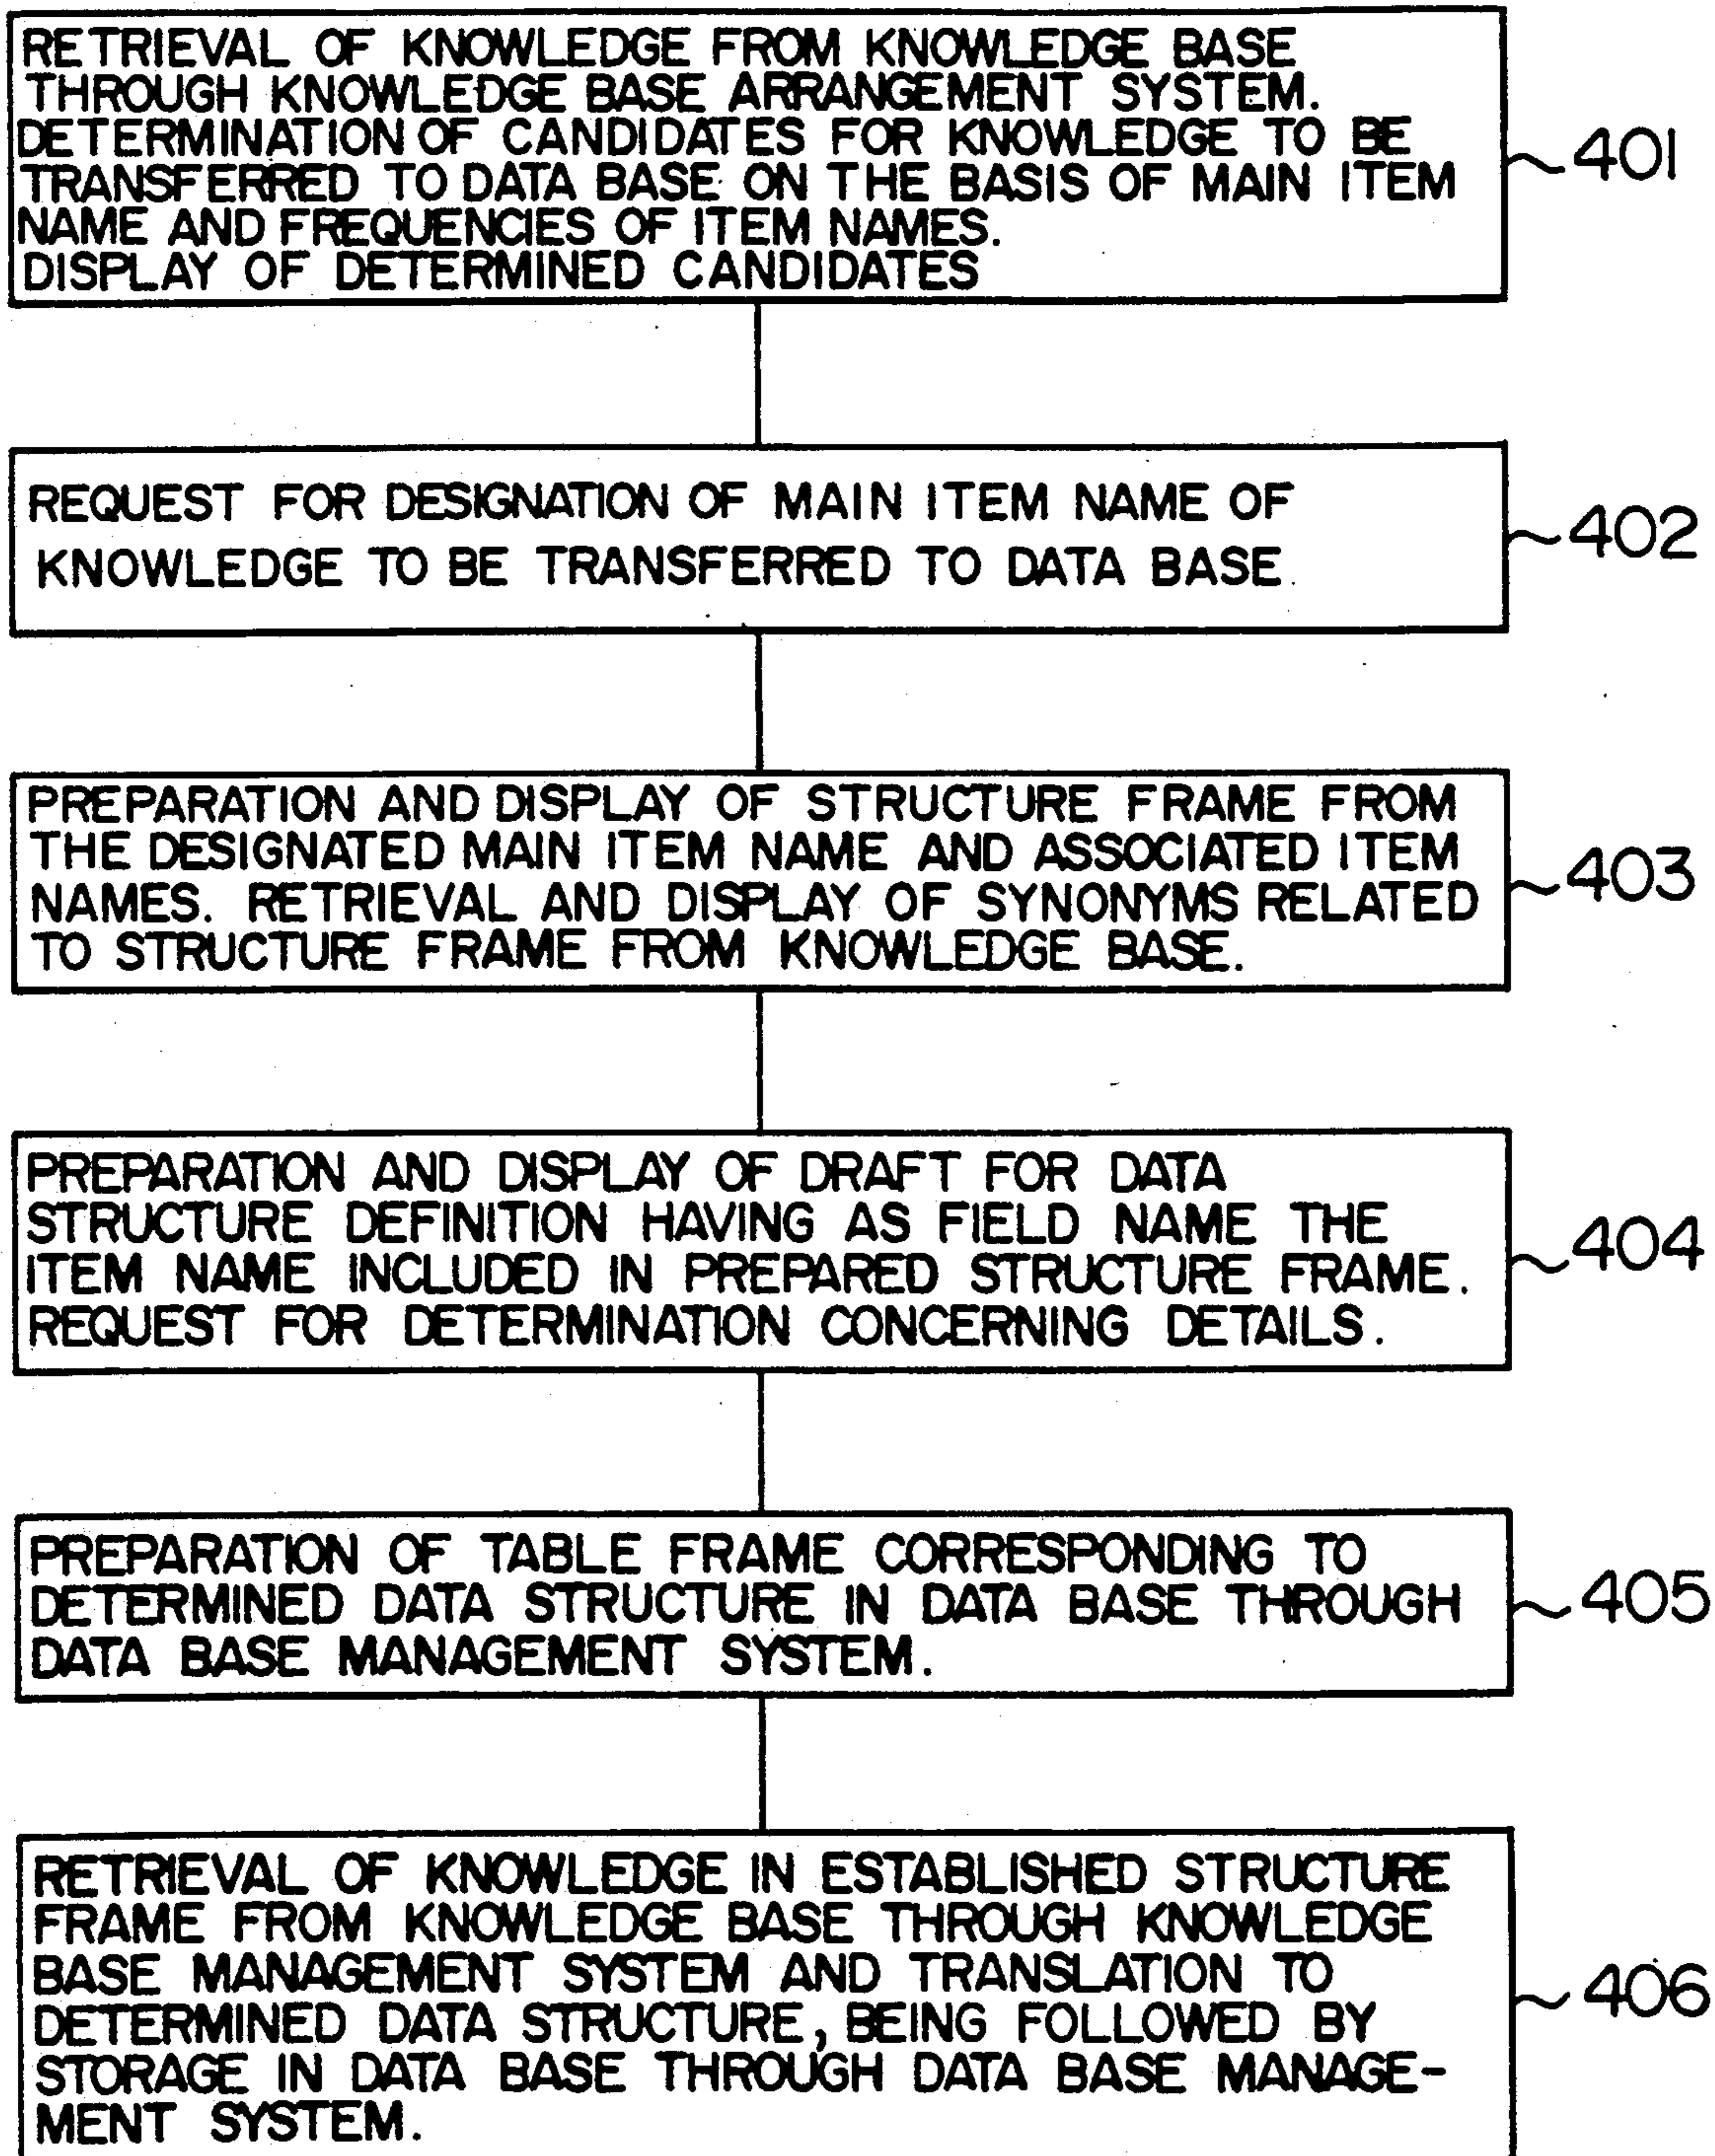 RETRIEVAL OF KNOWLEDGE FROM KNOWLEDGE BASE
THROUGH KNOWLEDGE BASE ARRANGEMENT SYSTEM.
DETERMINATION OF CANDIDATES FOR KNOWLEDGE TO BE
TRANSFERRED TO DATA BASE ON THE BASIS OF MAIN ITEM
NAME AND FREQUENCIES OF ITEM NAMES.
DISPLAY OF DETERMINED CANDIDATES
401
REQUEST FOR DESIGNATION OF MAIN ITEM NAME OF
KNOWLEDGE TO BE TRANSFERRED TO DATA BASE.
402
PREPARATION AND DISPLAY OF STRUCTURE FRAME FROM
THE DESIGNATED MAIN ITEM NAME AND ASSOCIATED ITEM
NAMES. RETRIEVAL AND DISPLAY OF SYNONYMS RELATED
TO STRUCTURE FRAME FROM KNOWLEDGE BASE.
403
PREPARATION AND DISPLAY OF DRAFT FOR DATA
STRUCTURE DEFINITION HAVING AS FIELD NAME THE
ITEM NAME INCLUDED IN PREPARED STRUCTURE FRAME.
REQUEST FOR DETERMINATION CONCERNING DETAILS.
404
PREPARATION OF TABLE FRAME CORRESPONDING TO
DETERMINED DATA STRUCTURE IN DATA BASE THROUGH
DATA BASE MANAGEMENT SYSTEM.
405
RETRIEVAL OF KNOWLEDGE IN ESTABLISHED STRUCTURE
FRAME FROM KNOWLEDGE BASE THROUGH KNOWLEDGE
BASE MANAGEMENT SYSTEM AND TRANSLATION TO
DETERMINED DATA STRUCTURE, BEING FOLLOWED BY
STORAGE IN DATA BASE THROUGH DATA BASE MANAGE-
MENT SYSTEM.
406